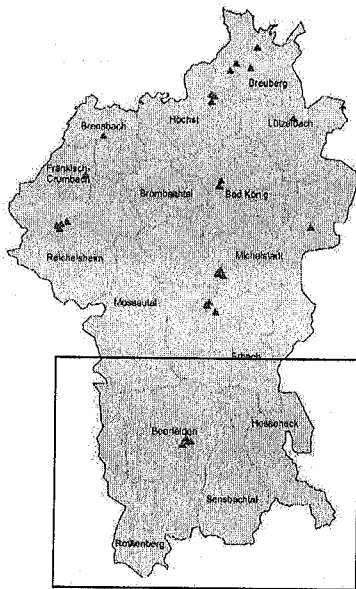 Breuberg
Höchst
Lützelbach
Brensbach
Fränkisch-
Crumbach
Brombachtal
Bad König
Reichelsheim
Michelstadt
Mossautal
Erbach
Beerfelden
Hesseneck
Sensbachtal
Rothenberg